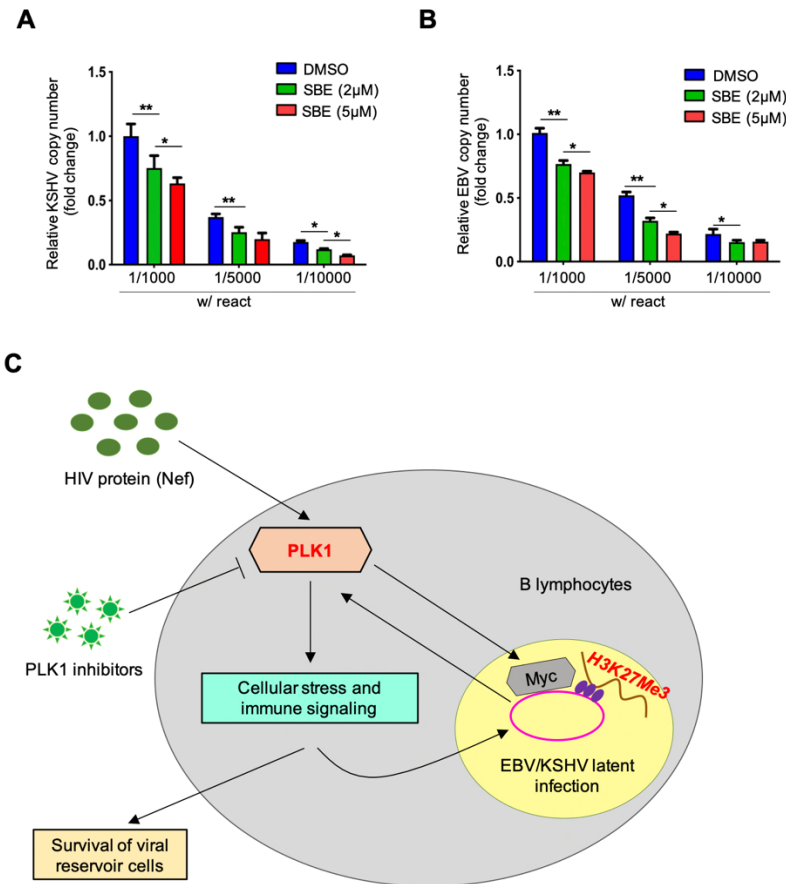 A
Relative KSHV copy number
(fold change)
1.5
1.0
0.5
0.0
DMSO
SBE (2µM)
SBE (5µM)
**
*
**
*
*
1/1000
1/5000
1/10000
w/ react
B
Relative EBV copy number
(fold change)
1.5
1.0
0.5
0.0
DMSO
SBE (2µM)
SBE (5µM)
**
*
**
*
*
1/1000
1/5000
1/10000
w/ react
C
HIV protein (Nef)
PLK1
B lymphocytes
PLK1 inhibitors
Cellular stress and
immune signaling
Myc
H3K27Me3
EBV/KSHV latent
infection
Survival of viral
reservoir cells